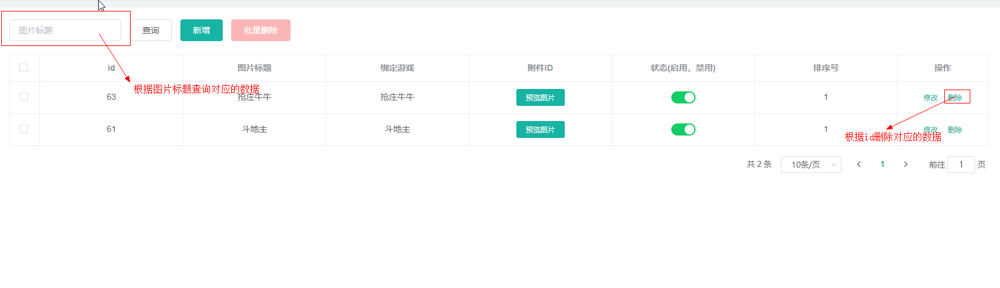 图片标题 查询 新增 批量删除
id 图片标题 绑定游戏 附件ID 状态(启用，禁用) 排序号 操作
根据图片标题查询对应的数据
63 抢庄牛牛 抢庄牛牛 预览图片 1 修改 删除
61 斗地主 斗地主 预览图片 1 修改 删除
根据id删除对应的数据
共 2 条 10条/页 1 前往 1 页